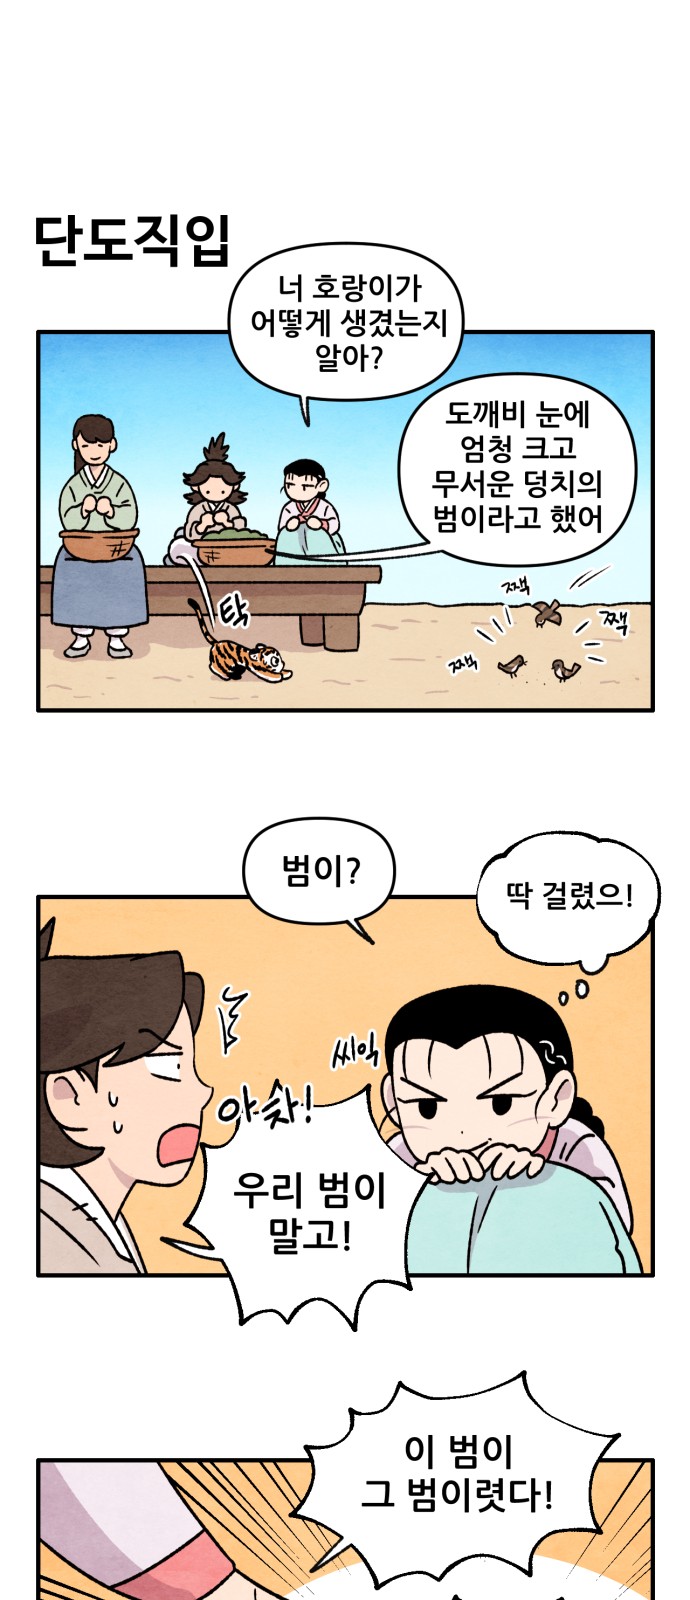 단도직입
너 호랑이가
어떻게 생겼는지
알아?
도깨비 눈에
엄청 크고
무서운 덩치의
범이라고 했어
탁
짹
짹
짹
범이?
딱 걸렸으!
씨익
아차!
우리 범이
말고!
이 범이
그 범이렷다!